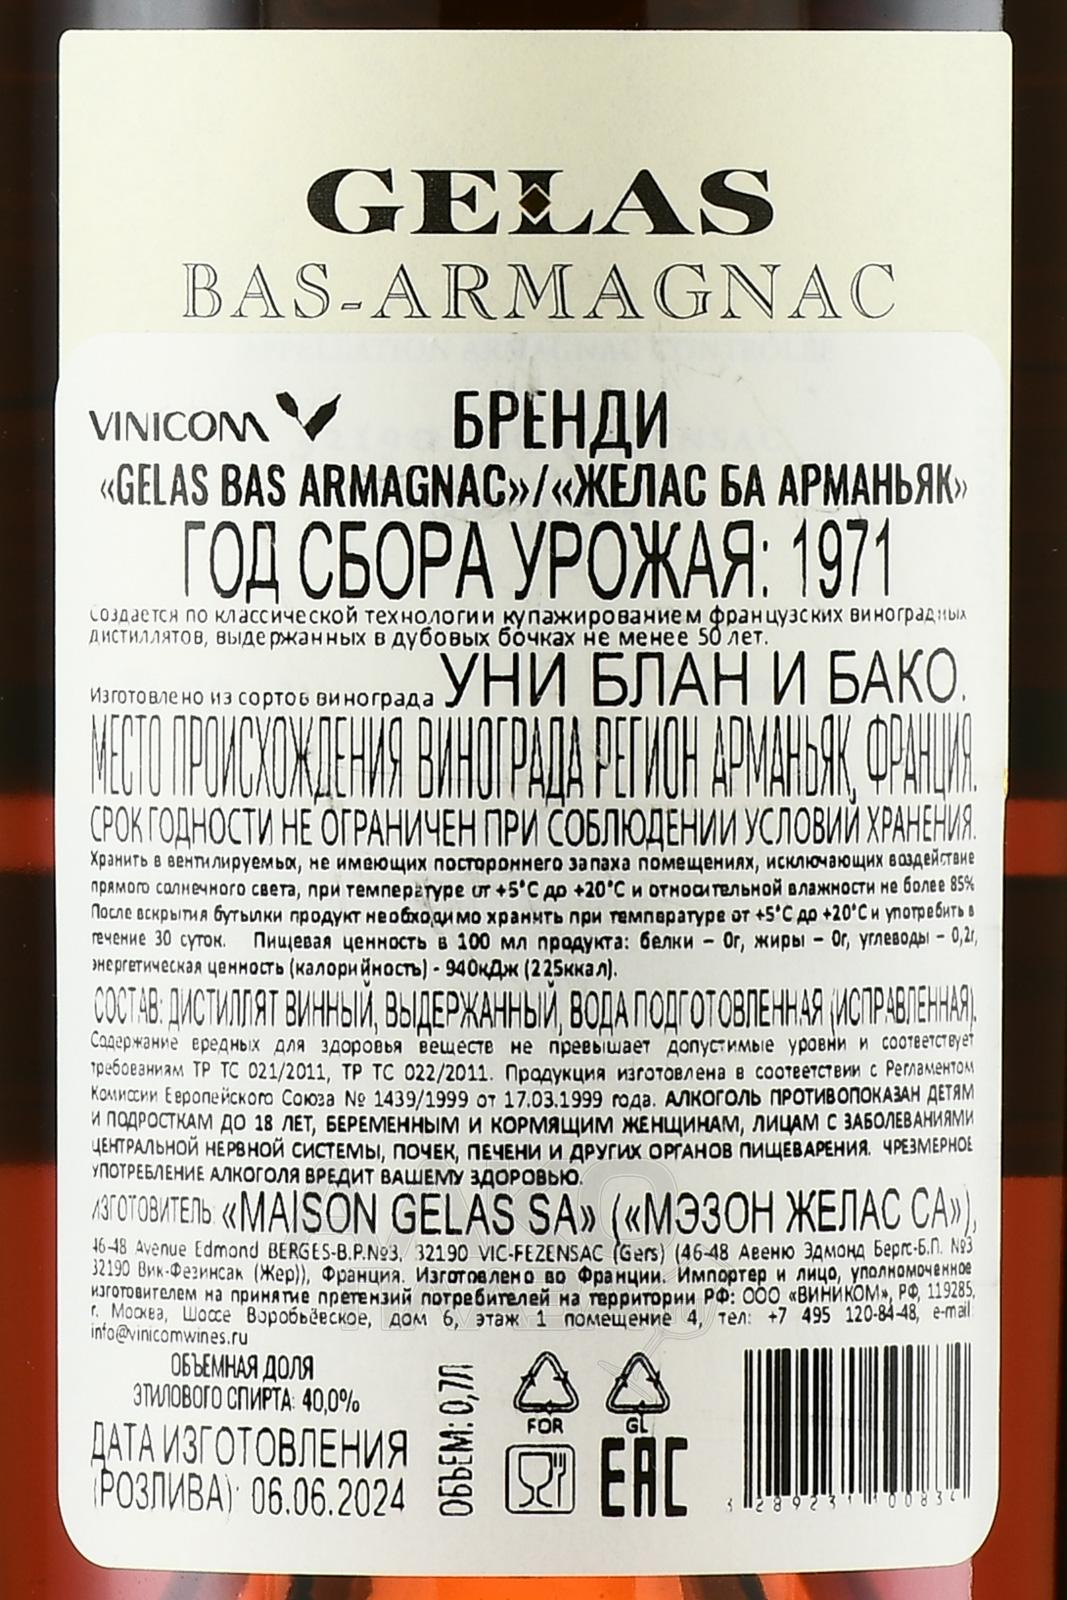 GELAS
BAS-ARMAGNAC
APPELLATION ARMAGNAC CONTRÔLÉE
VINICOM БРЕНДИ
«GELAS BAS ARMAGNAC»/«ЖЕЛАС БА АРМАНЬЯК»
ГОД СБОРА УРОЖАЯ: 1971
Создается по классической технологии купажированием французских виноградных
дистиллятов, выдержанных в дубовых бочках не менее 50 лет.
Изготовлено из сортов винограда УНИ БЛАН И БАКО.
МЕСТО ПРОИСХОЖДЕНИЯ ВИНОГРАДА РЕГИОН АРМАНЬЯК, ФРАНЦИЯ.
СРОК ГОДНОСТИ НЕ ОГРАНИЧЕН ПРИ СОБЛЮДЕНИИ УСЛОВИЙ ХРАНЕНИЯ.
Хранить в вентилируемых, не имеющих постороннего запаха помещениях, исключающих воздействие
прямого солнечного света, при температуре от +5°С до +20°С и относительной влажности не более 85%
После вскрытия бутылки продукт необходимо хранить при температуре от +5°С до +20°С и употребить в
течение 30 суток. Пищевая ценность в 100 мл продукта: белки – 0г, жиры – 0г, углеводы – 0,2г,
энергетическая ценность (калорийность) - 940кДж (225ккал).
СОСТАВ: ДИСТИЛЛЯТ ВИННЫЙ, ВЫДЕРЖАННЫЙ, ВОДА ПОДГОТОВЛЕННАЯ (ИСПРАВЛЕННАЯ).
Содержание вредных для здоровья веществ не превышает допустимые уровни и соответствует
требованиям ТР ТС 021/2011, ТР ТС 022/2011. Продукция изготовлена в соответствии с Регламентом
Комиссии Европейского Союза № 1439/1999 от 17.03.1999 года. АЛКОГОЛЬ ПРОТИВОПОКАЗАН ДЕТЯМ
И ПОДРОСТКАМ ДО 18 ЛЕТ, БЕРЕМЕННЫМ И КОРМЯЩИМ ЖЕНЩИНАМ, ЛИЦАМ С ЗАБОЛЕВАНИЯМИ
ЦЕНТРАЛЬНОЙ НЕРВНОЙ СИСТЕМЫ, ПОЧЕК, ПЕЧЕНИ И ДРУГИХ ОРГАНОВ ПИЩЕВАРЕНИЯ. ЧРЕЗМЕРНОЕ
УПОТРЕБЛЕНИЕ АЛКОГОЛЯ ВРЕДИТ ВАШЕМУ ЗДОРОВЬЮ.
ИЗГОТОВИТЕЛЬ: «MAISON GELAS SA» («МЭЗОН ЖЕЛАС СА»),
46-48 Avenue Edmond BERGES-B.P.№3, 32190 VIC-FEZENSAC (Gers) (46-48 Авеню Эдмонд Бергс-Б.П. №3
32190 Вик-Фезинсак (Жер)), Франция. Изготовлено во Франции. Импортер и лицо, уполномоченное
изготовителем на принятие претензий потребителей на территории РФ: ООО «ВИНИКОМ», РФ, 119285,
г. Москва, Шоссе Воробьёвское, дом 6, этаж 1 помещение 4, тел: +7 495 120-84-48, e-mail:
info@vinicomwines.ru
ОБЪЕМНАЯ ДОЛЯ
ЭТИЛОВОГО СПИРТА: 40,0%
ДАТА ИЗГОТОВЛЕНИЯ
(РОЗЛИВА): 06.06.2024
ОБЪЕМ: 0,7Л
FOR
GL
EAC
3 289231 100834